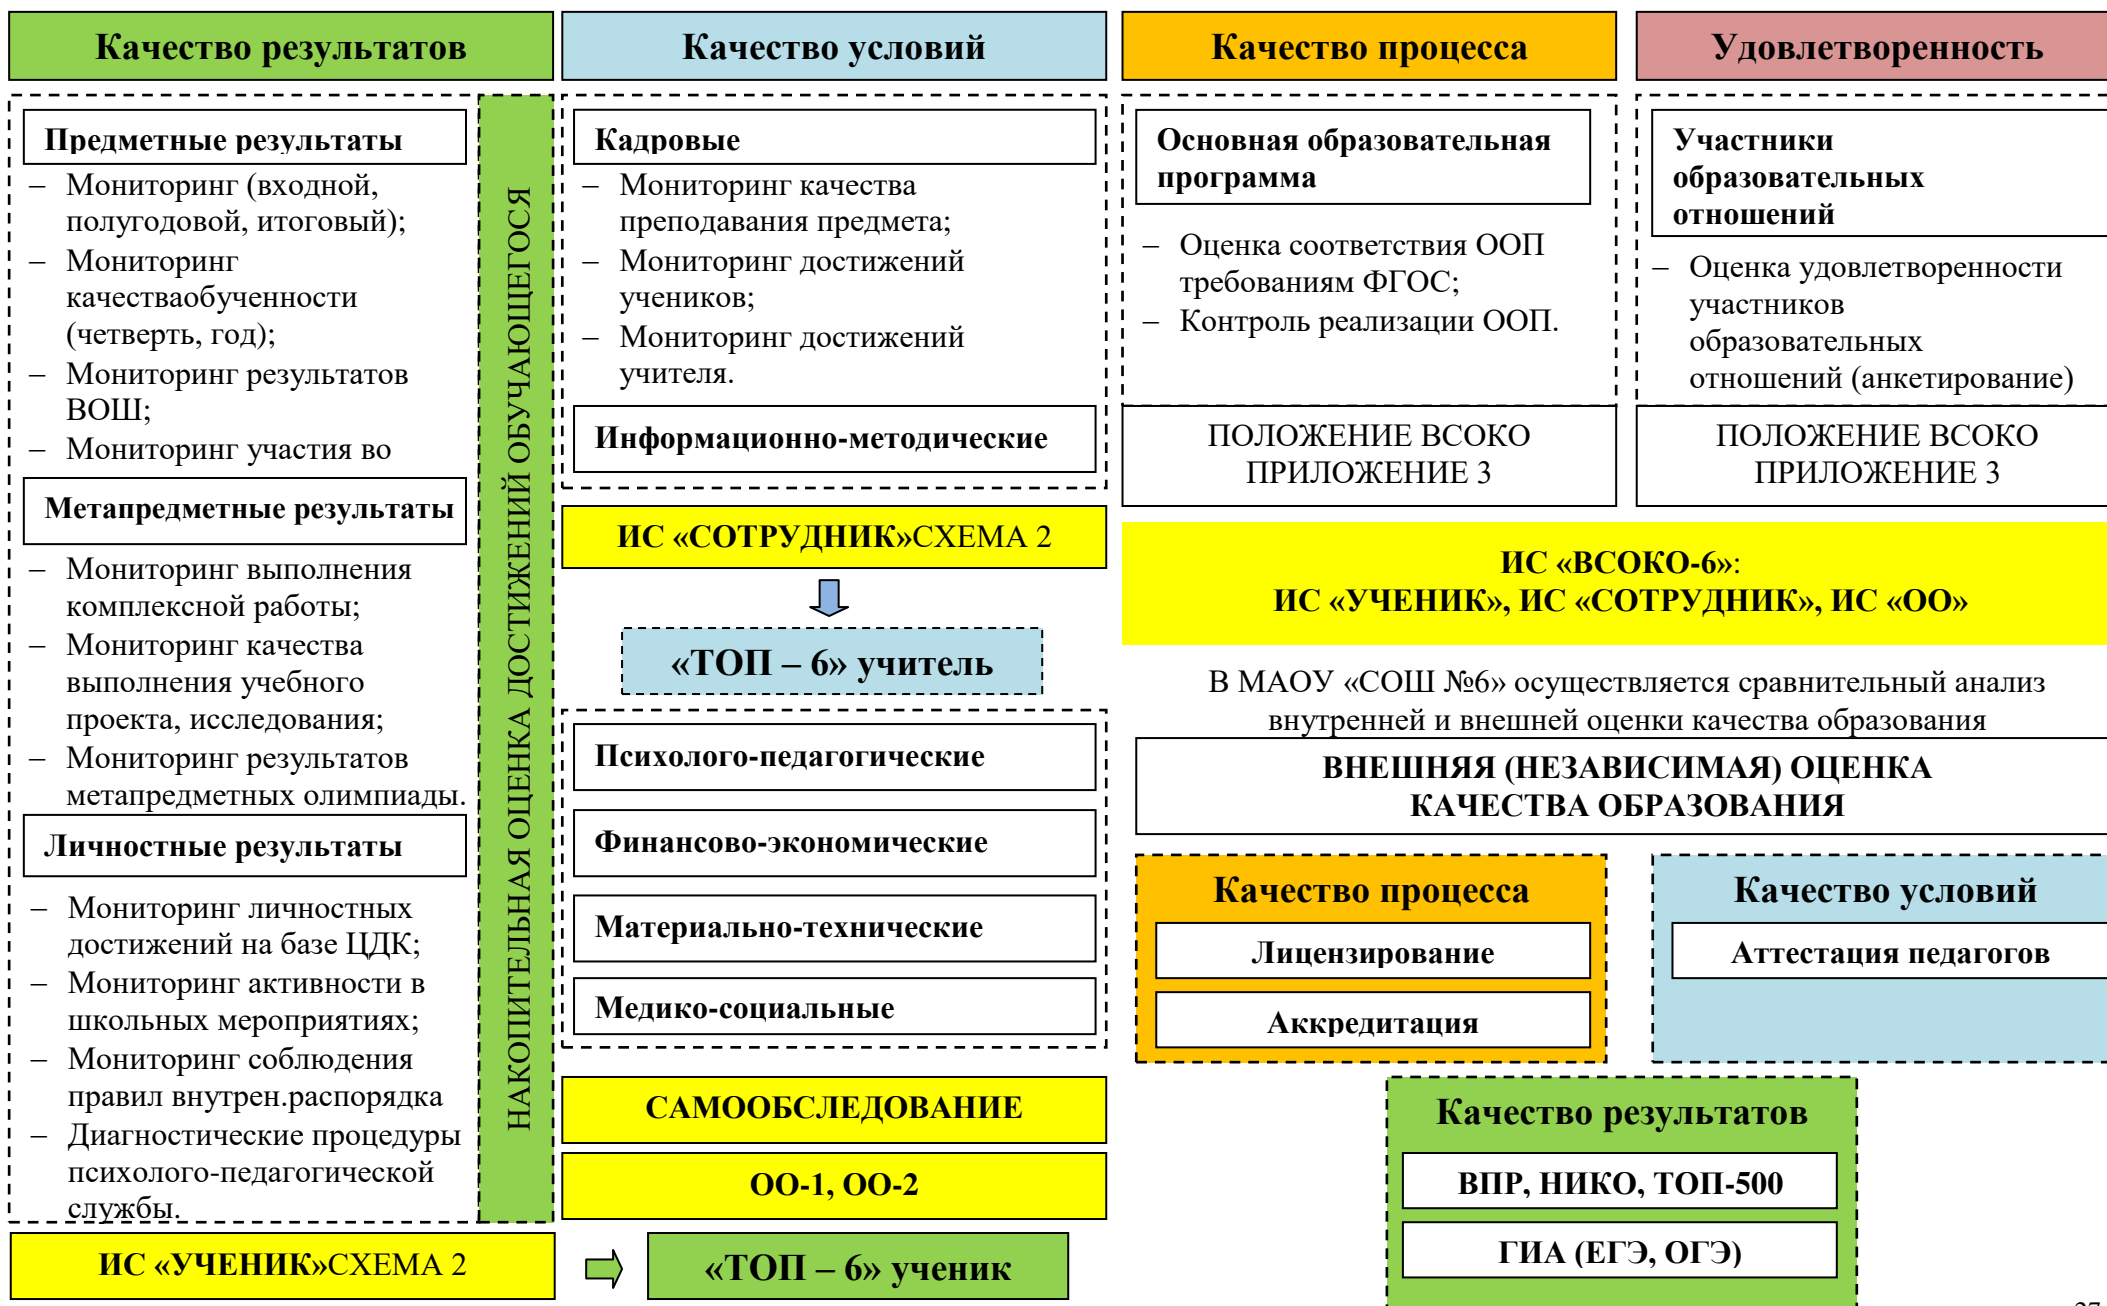 Качество результатов
Предметные результаты
– Мониторинг (входной,
полугодовой, итоговый);
– Мониторинг
качестваобученности
(четверть, год);
– Мониторинг результатов
ВОШ;
– Мониторинг участия во
Метапредметные результаты
– Мониторинг выполнения
комплексной работы;
– Мониторинг качества
выполнения учебного
проекта, исследования;
– Мониторинг результатов
метапредметных олимпиады.
Личностные результаты
– Мониторинг личностных
достижений на базе ЦДК;
– Мониторинг активности в
школьных мероприятиях;
– Мониторинг соблюдения
правил внутрен.распорядка
– Диагностические процедуры
психолого-педагогической
службы.
НАКОПИТЕЛЬНАЯ ОЦЕНКА ДОСТИЖЕНИЙ ОБУЧАЮЩЕГОСЯ
ИС «УЧЕНИК»СХЕМА 2
«ТОП – 6» ученик
Качество условий
Кадровые
– Мониторинг качества
преподавания предмета;
– Мониторинг достижений
учеников;
– Мониторинг достижений
учителя.
Информационно-методические
ИС «СОТРУДНИК»СХЕМА 2
«ТОП – 6» учитель
Психолого-педагогические
Финансово-экономические
Материально-технические
Медико-социальные
САМООБСЛЕДОВАНИЕ
ОО-1, ОО-2
Качество процесса
Основная образовательная
программа
– Оценка соответствия ООП
требованиям ФГОС;
– Контроль реализации ООП.
ПОЛОЖЕНИЕ ВСОКО
ПРИЛОЖЕНИЕ 3
Удовлетворенность
Участники
образовательных
отношений
– Оценка удовлетворенности
участников
образовательных
отношений (анкетирование)
ПОЛОЖЕНИЕ ВСОКО
ПРИЛОЖЕНИЕ 3
ИС «ВСОКО-6»:
ИС «УЧЕНИК», ИС «СОТРУДНИК», ИС «ОО»
В МАОУ «СОШ №6» осуществляется сравнительный анализ
внутренней и внешней оценки качества образования
ВНЕШНЯЯ (НЕЗАВИСИМАЯ) ОЦЕНКА
КАЧЕСТВА ОБРАЗОВАНИЯ
Качество процесса
Лицензирование
Аккредитация
Качество условий
Аттестация педагогов
Качество результатов
ВПР, НИКО, ТОП-500
ГИА (ЕГЭ, ОГЭ)